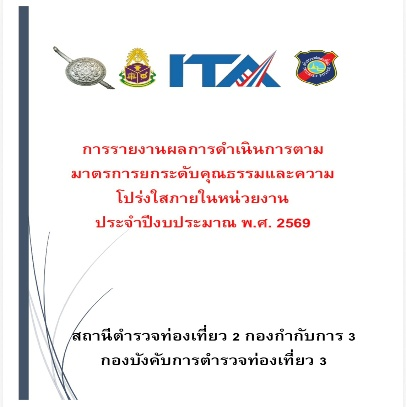 ITA
การรายงานผลการดำเนินการตาม
มาตรการยกระดับคุณธรรมและความ
โปร่งใสภายในหน่วยงาน
ประจำปีงบประมาณ พ.ศ. 2569
สถานีตำรวจท่องเที่ยว 2 กองกำกับการ 3
กองบังคับการตำรวจท่องเที่ยว 3